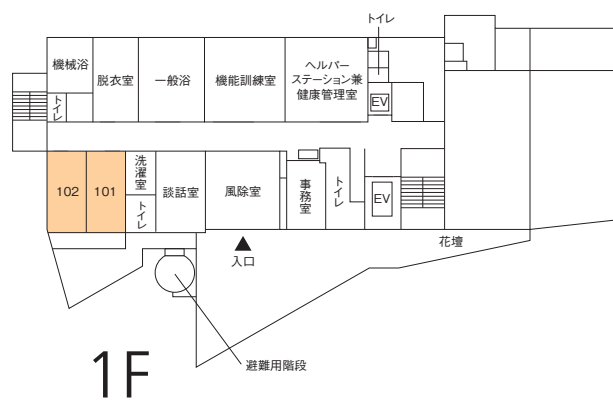 トイレ
機械浴
脱衣室
一般浴
機能訓練室
ヘルパー
ステーション兼
健康管理室
トイレ
EV
102
101
洗濯室
トイレ
談話室
風除室
事務室
トイレ
EV
入口
花壇
避難用階段
1F